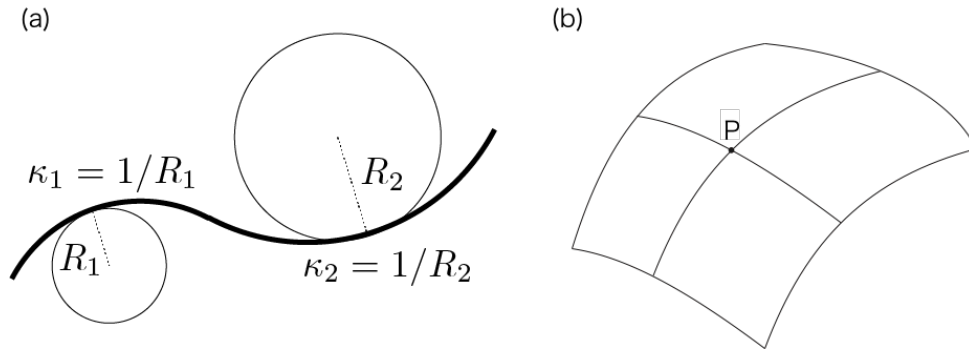 (a)
(b)
P
κ₁ = 1/R₁
R₂
R₁
κ₂ = 1/R₂